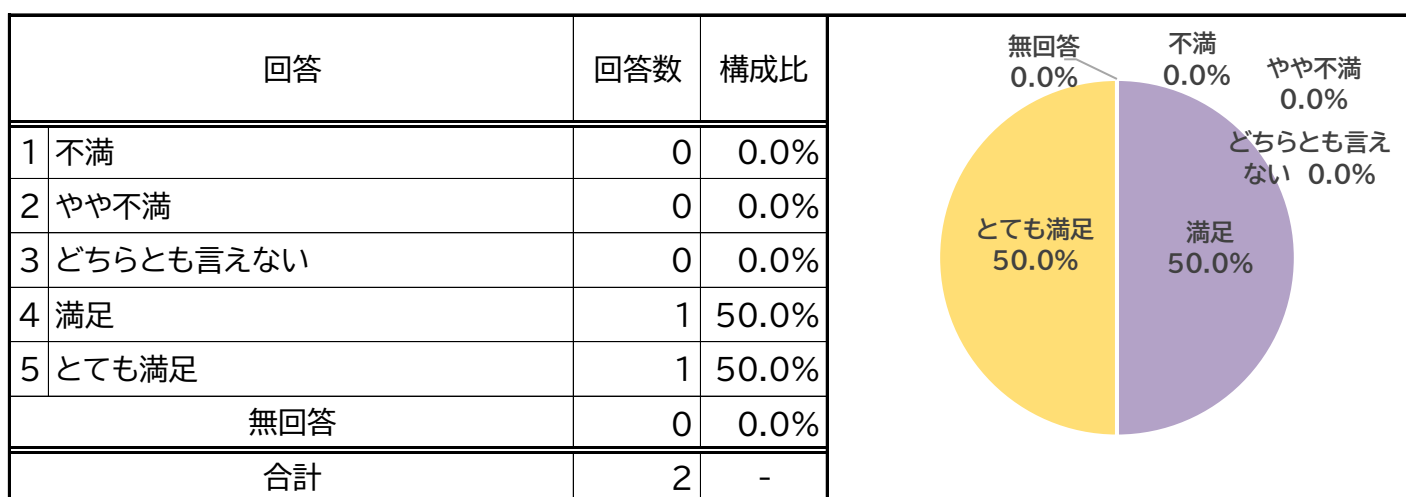 回答 回答数 構成比
1 不満 0 0.0%
2 やや不満 0 0.0%
3 どちらとも言えない 0 0.0%
4 満足 1 50.0%
5 とても満足 1 50.0%
無回答 0 0.0%
合計 2 -
無回答
0.0%
不満
0.0%
やや不満
0.0%
どちらとも言え
ない 0.0%
とても満足
50.0%
満足
50.0%